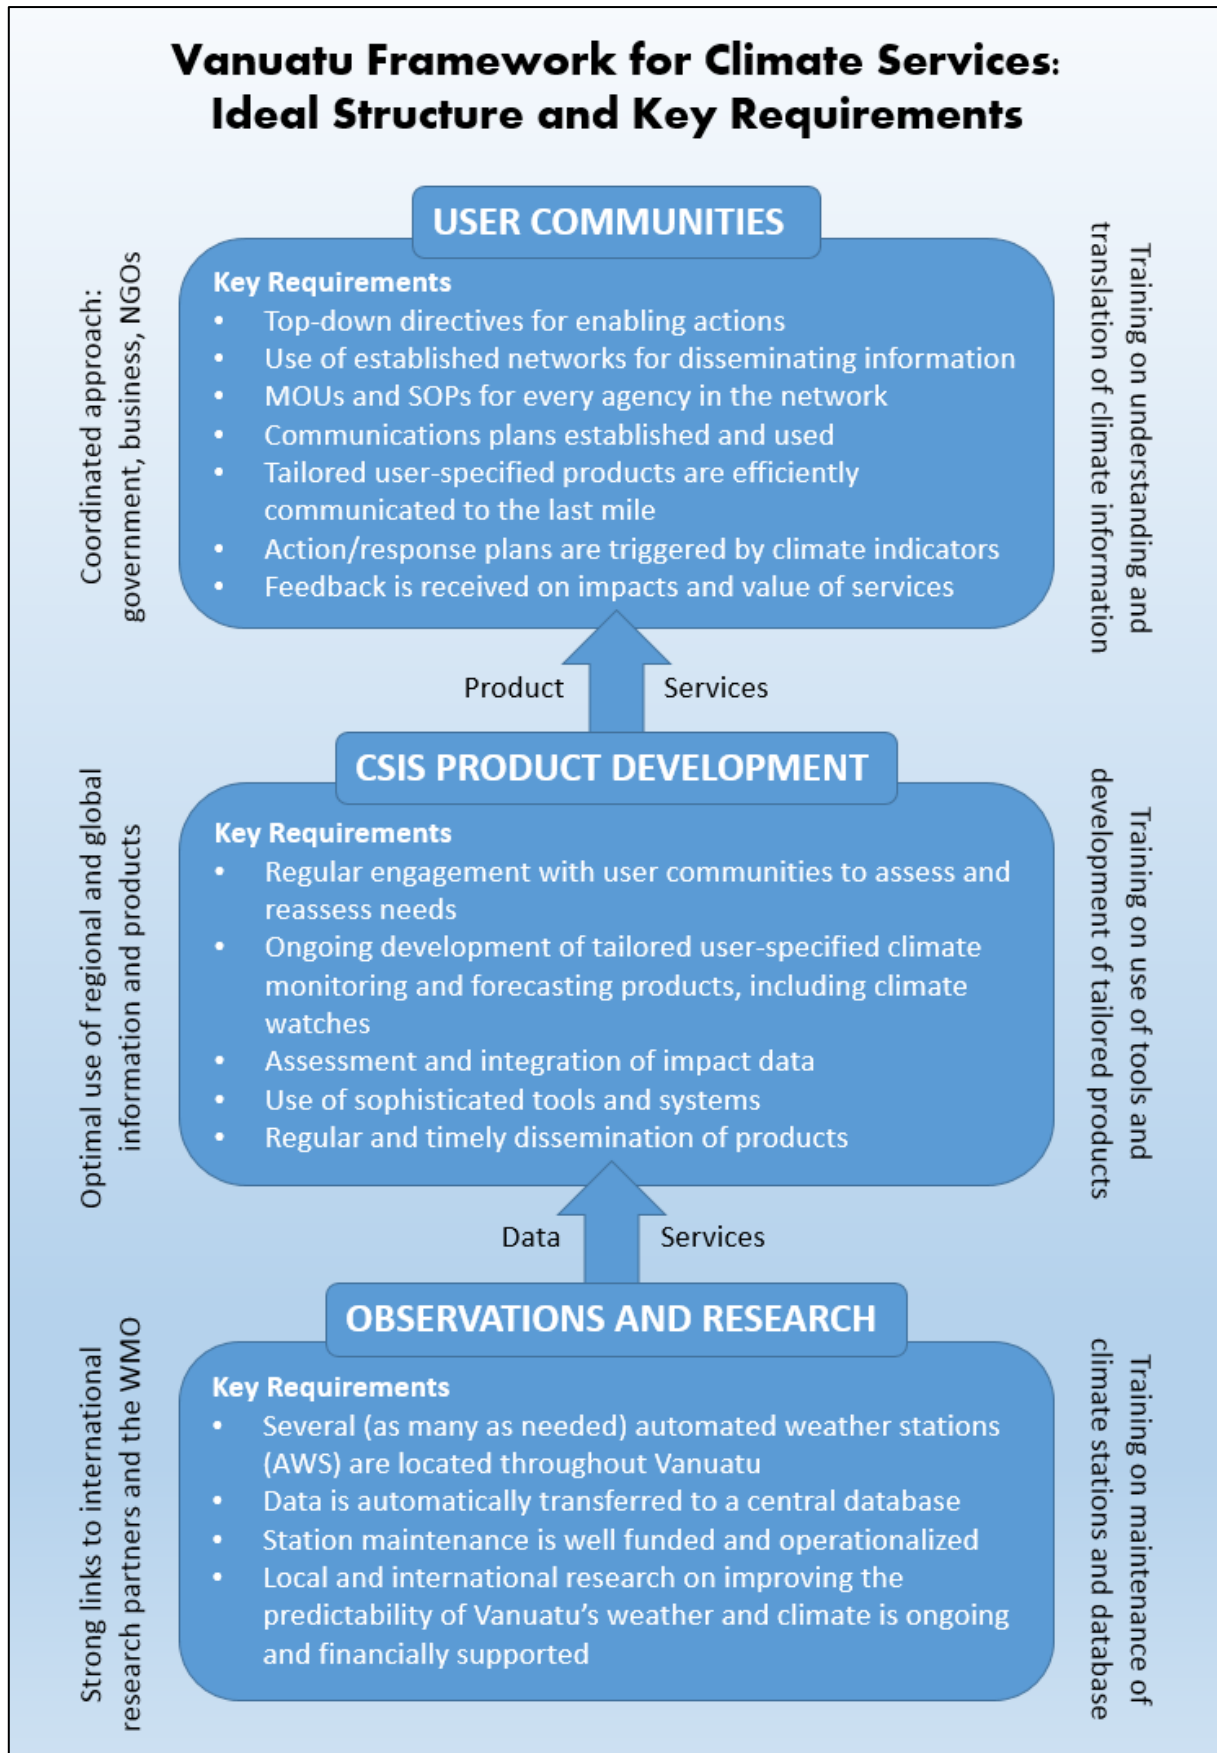 Vanuatu Framework for Climate Services:
Ideal Structure and Key Requirements
USER COMMUNITIES
Coordinated approach:
government, business, NGOs
Key Requirements
• Top-down directives for enabling actions
• Use of established networks for disseminating information
• MOUs and SOPs for every agency in the network
• Communications plans established and used
• Tailored user-specified products are efficiently
communicated to the last mile
• Action/response plans are triggered by climate indicators
• Feedback is received on impacts and value of services
Training on understanding and
translation of climate information
Product Services
CSIS PRODUCT DEVELOPMENT
Optimal use of regional and global
information and products
Key Requirements
• Regular engagement with user communities to assess and
reassess needs
• Ongoing development of tailored user-specified climate
monitoring and forecasting products, including climate
watches
• Assessment and integration of impact data
• Use of sophisticated tools and systems
• Regular and timely dissemination of products
Training on use of tools and
development of tailored products
Data Services
OBSERVATIONS AND RESEARCH
Strong links to international
research partners and the WMO
Key Requirements
• Several (as many as needed) automated weather stations
(AWS) are located throughout Vanuatu
• Data is automatically transferred to a central database
• Station maintenance is well funded and operationalized
• Local and international research on improving the
predictability of Vanuatu’s weather and climate is ongoing
and financially supported
Training on maintenance of
climate stations and database